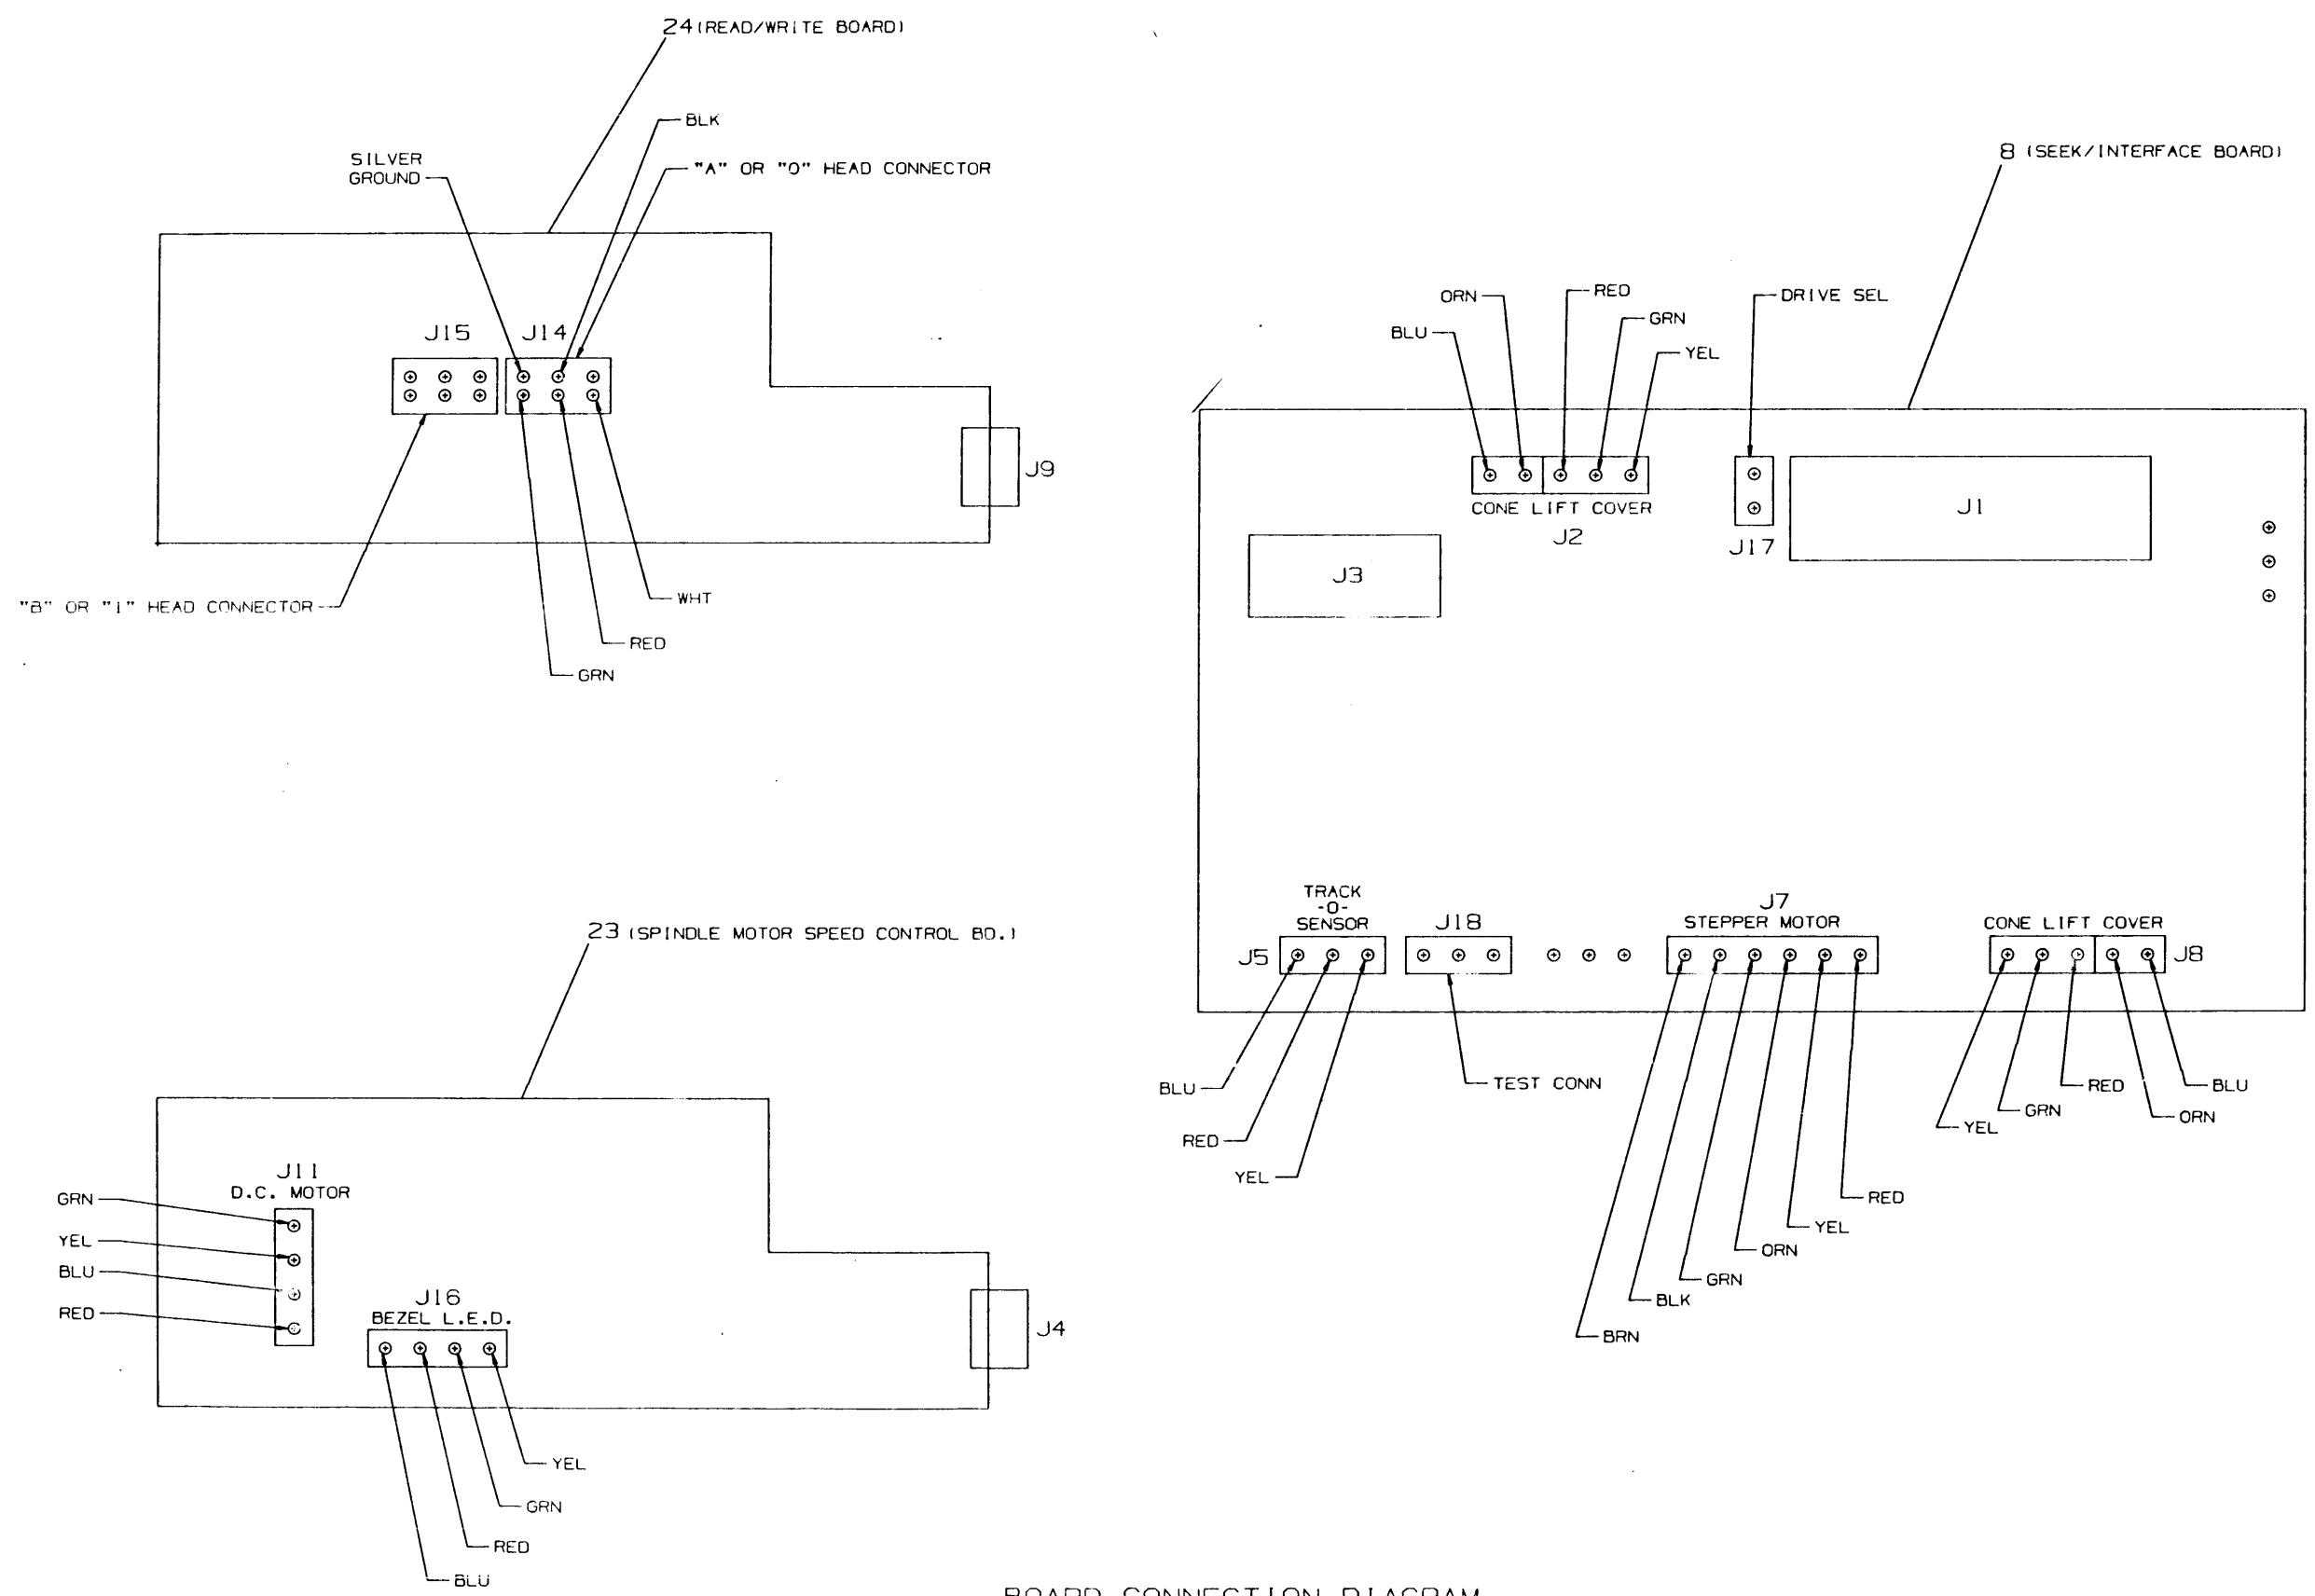 24 (READ/WRITE BOARD)
BLK
SILVER
GROUND
"A" OR "0" HEAD CONNECTOR
J15
J14
J9
"B" OR "1" HEAD CONNECTOR
WHT
RED
GRN
8 (SEEK/INTERFACE BOARD)
ORN
RED
DRIVE SEL
BLU
GRN
YEL
CONE LIFT COVER
J2
J17
J1
J3
TRACK
-0-
SENSOR
J5
J18
J7
STEPPER MOTOR
CONE LIFT COVER
J8
BLU
RED
YEL
TEST CONN
BRN
BLK
GRN
ORN
YEL
RED
YEL
GRN
RED
ORN
BLU
23 (SPINDLE MOTOR SPEED CONTROL BD.)
J11
D.C. MOTOR
GRN
YEL
BLU
RED
J16
BEZEL L.E.D.
J4
YEL
GRN
RED
BLU
BOARD CONNECTION DIAGRAM